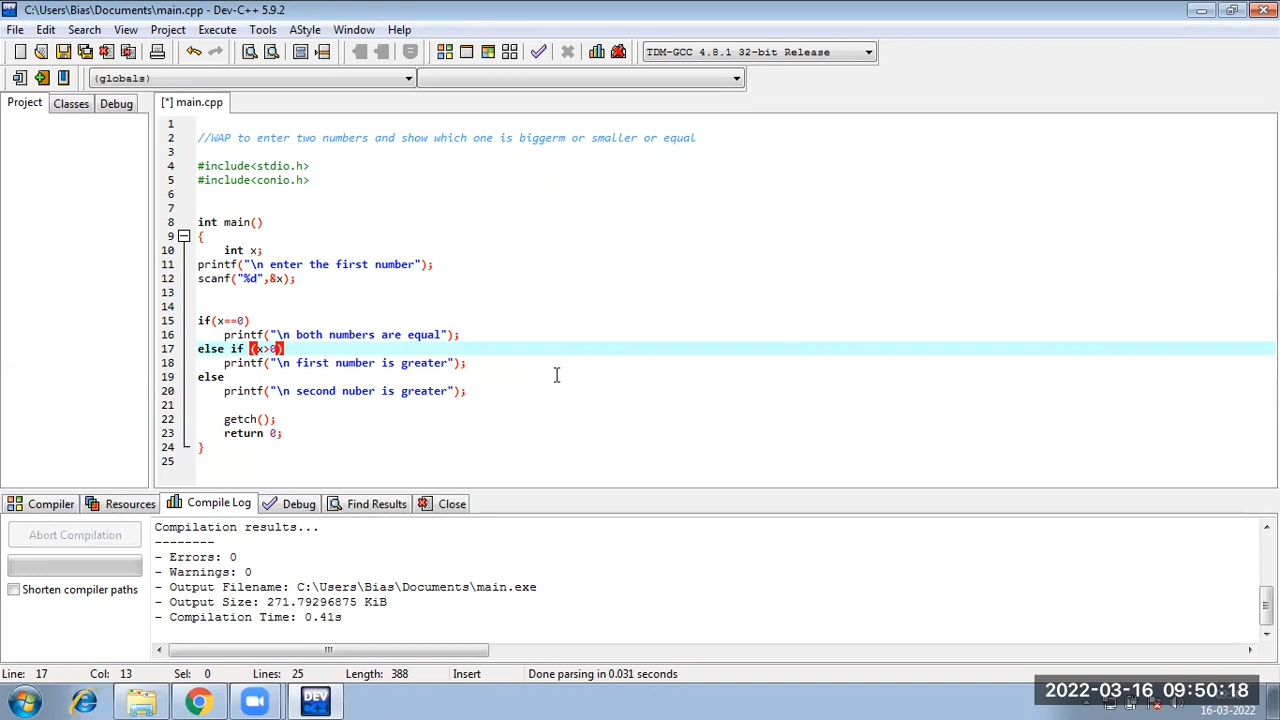 C:\Users\Bias\Documents\main.cpp - Dev-C++ 5.9.2
File Edit Search View Project Execute Tools AStyle Window Help
TDM-GCC 4.8.1 32-bit Release
(globals)
Project Classes Debug [*] main.cpp
1
2 //WAP to enter two numbers and show which one is biggerm or smaller or equal
3
4 #include<stdio.h>
5 #include<conio.h>
6
7
8 int main()
9 {
10 int x;
11 printf("\n enter the first number");
12 scanf("%d",&x);
13
14
15 if(x==0)
16 printf("\n both numbers are equal");
17 else if (x>0)
18 printf("\n first number is greater");
19 else
20 printf("\n second nuber is greater");
21
22 getch();
23 return 0;
24 }
25
Compiler Resources Compile Log Debug Find Results Close
Abort Compilation
Shorten compiler paths
Compilation results...
--------
- Errors: 0
- Warnings: 0
- Output Filename: C:\Users\Bias\Documents\main.exe
- Output Size: 271.79296875 KiB
- Compilation Time: 0.41s
Line: 17 Col: 13 Sel: 0 Lines: 25 Length: 388 Insert Done parsing in 0.031 seconds
DEV
2022-03-16 09:50:18
16-03-2022